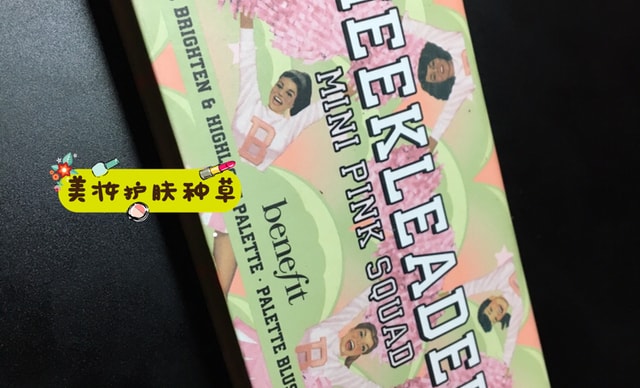 EEKLEADE
MINI PINK SQUAD
BRIGHTEN & HIGHL
B
美妆护肤种草
benefit
PALETTE · PALETTE BLUS
B